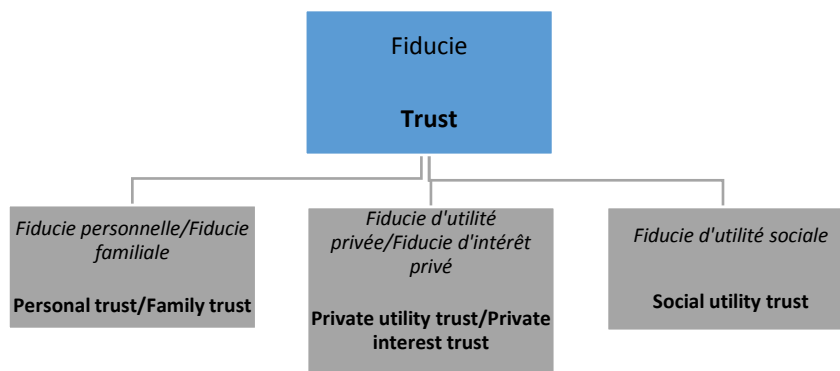 Fiducie
Trust
Fiducie personnelle/Fiducie
familiale
Personal trust/Family trust
Fiducie d'utilité
privée/Fiducie d'intérêt
privé
Private utility trust/Private
interest trust
Fiducie d'utilité sociale
Social utility trust